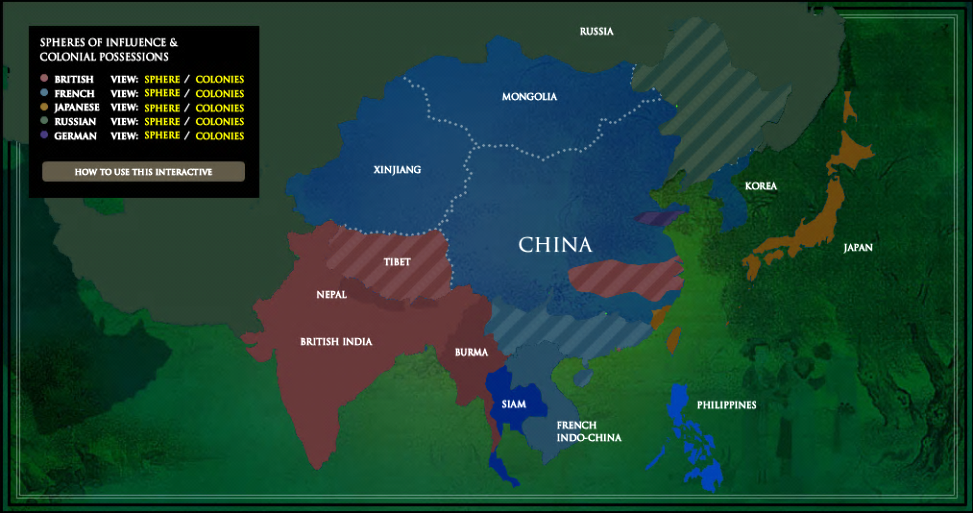 SPHERES OF INFLUENCE &
COLONIAL POSSESSIONS
BRITISH VIEW: SPHERE / COLONIES
FRENCH VIEW: SPHERE / COLONIES
JAPANESE VIEW: SPHERE / COLONIES
RUSSIAN VIEW: SPHERE / COLONIES
GERMAN VIEW: SPHERE / COLONIES
HOW TO USE THIS INTERACTIVE
RUSSIA
MONGOLIA
XINJIANG
KOREA
CHINA
JAPAN
TIBET
NEPAL
BRITISH INDIA
BURMA
SIAM
PHILIPPINES
FRENCH
INDO-CHINA